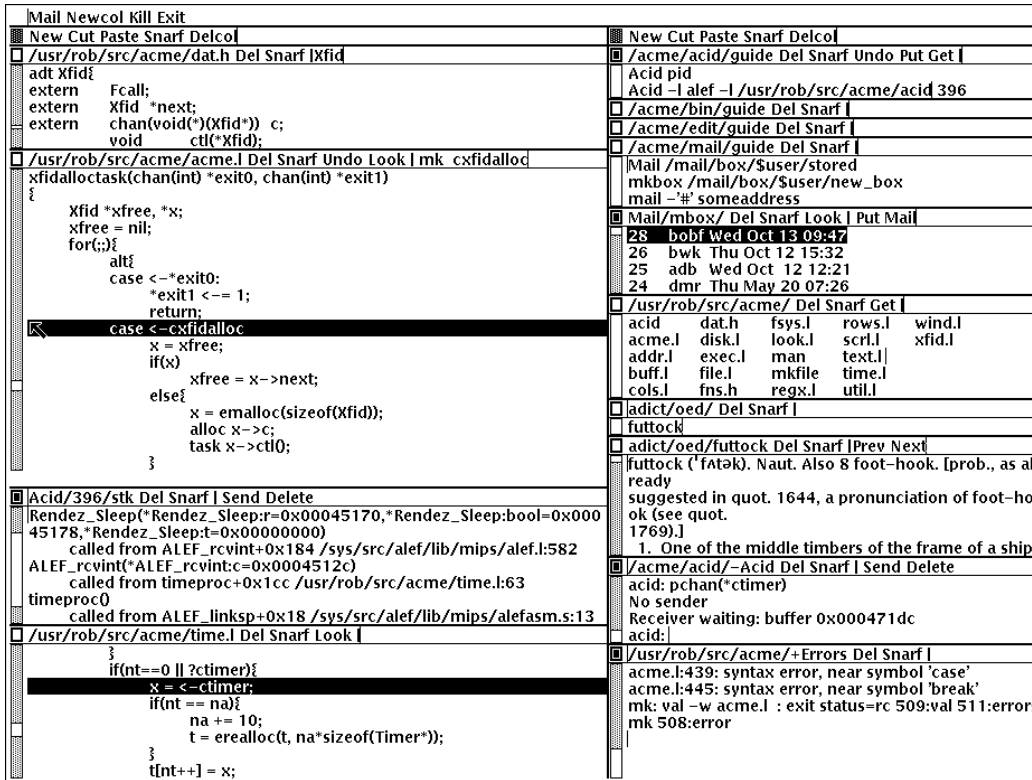 Mail Newcol Kill Exit
New Cut Paste Snarf Delcol
/usr/rob/src/acme/dat.h Del Snarf |Xfid
adt Xfid{
extern Fcall;
extern Xfid *next;
extern chan(void(*)(Xfid*)) c;
void ctl(*Xfid);
/usr/rob/src/acme/acme.l Del Snarf Undo Look | mk cxfidalloc
xfidalloctask(chan(int) *exit0, chan(int) *exit1)
{
Xfid *xfree, *x;
xfree = nil;
for(;;){
alt{
case <-*exit0:
*exit1 <-= 1;
return;
case <-cxfidalloc
x = xfree;
if(x)
xfree = x->next;
else{
x = emalloc(sizeof(Xfid));
alloc x->c;
task x->ctl();
}
Acid/396/stk Del Snarf | Send Delete
Rendez_Sleep(*Rendez_Sleep:r=0x00045170,*Rendez_Sleep:bool=0x000
45178,*Rendez_Sleep:t=0x00000000)
called from ALEF_rcvint+0x184 /sys/src/alef/lib/mips/alef.l:582
ALEF_rcvint(*ALEF_rcvint:c=0x0004512c)
called from timeproc+0x1cc /usr/rob/src/acme/time.l:63
timeproc()
called from ALEF_linksp+0x18 /sys/src/alef/lib/mips/alefasm.s:13
/usr/rob/src/acme/time.l Del Snarf Look |
}
if(nt==0 || ?ctimer){
x = <-ctimer;
if(nt == na){
na += 10;
t = erealloc(t, na*sizeof(Timer*));
}
t[nt++] = x;
New Cut Paste Snarf Delcol
/acme/acid/guide Del Snarf Undo Put Get |
Acid pid
Acid -l alef -l /usr/rob/src/acme/acid 396
/acme/bin/guide Del Snarf |
/acme/edit/guide Del Snarf |
/acme/mail/guide Del Snarf |
Mail /mail/box/$user/stored
mkbox /mail/box/$user/new_box
mail -'#' someaddress
Mail/mbox/ Del Snarf Look | Put Mail
28 bobf Wed Oct 13 09:47
26 bwk Thu Oct 12 15:32
25 adb Wed Oct 12 12:21
24 dmr Thu May 20 07:26
/usr/rob/src/acme/ Del Snarf Get |
acid dat.h fsys.l rows.l wind.l
acme.l disk.l look.l scrl.l xfid.l
addr.l exec.l man text.l
buff.l file.l mkfile time.l
cols.l fns.h regx.l util.l
adict/oed/ Del Snarf |
futtock
adict/oed/futtock Del Snarf |Prev Next
futtock ('fʌtək). Naut. Also 8 foot-hook. [prob., as al
ready
suggested in quot. 1644, a pronunciation of foot-ho
ok (see quot.
1769).]
1. One of the middle timbers of the frame of a ship
/acme/acid/-Acid Del Snarf | Send Delete
acid: pchan(*ctimer)
No sender
Receiver waiting: buffer 0x000471dc
acid:
/usr/rob/src/acme/+Errors Del Snarf |
acme.l:439: syntax error, near symbol 'case'
acme.l:445: syntax error, near symbol 'break'
mk: val -w acme.l : exit status=rc 509:val 511:error
mk 508:error